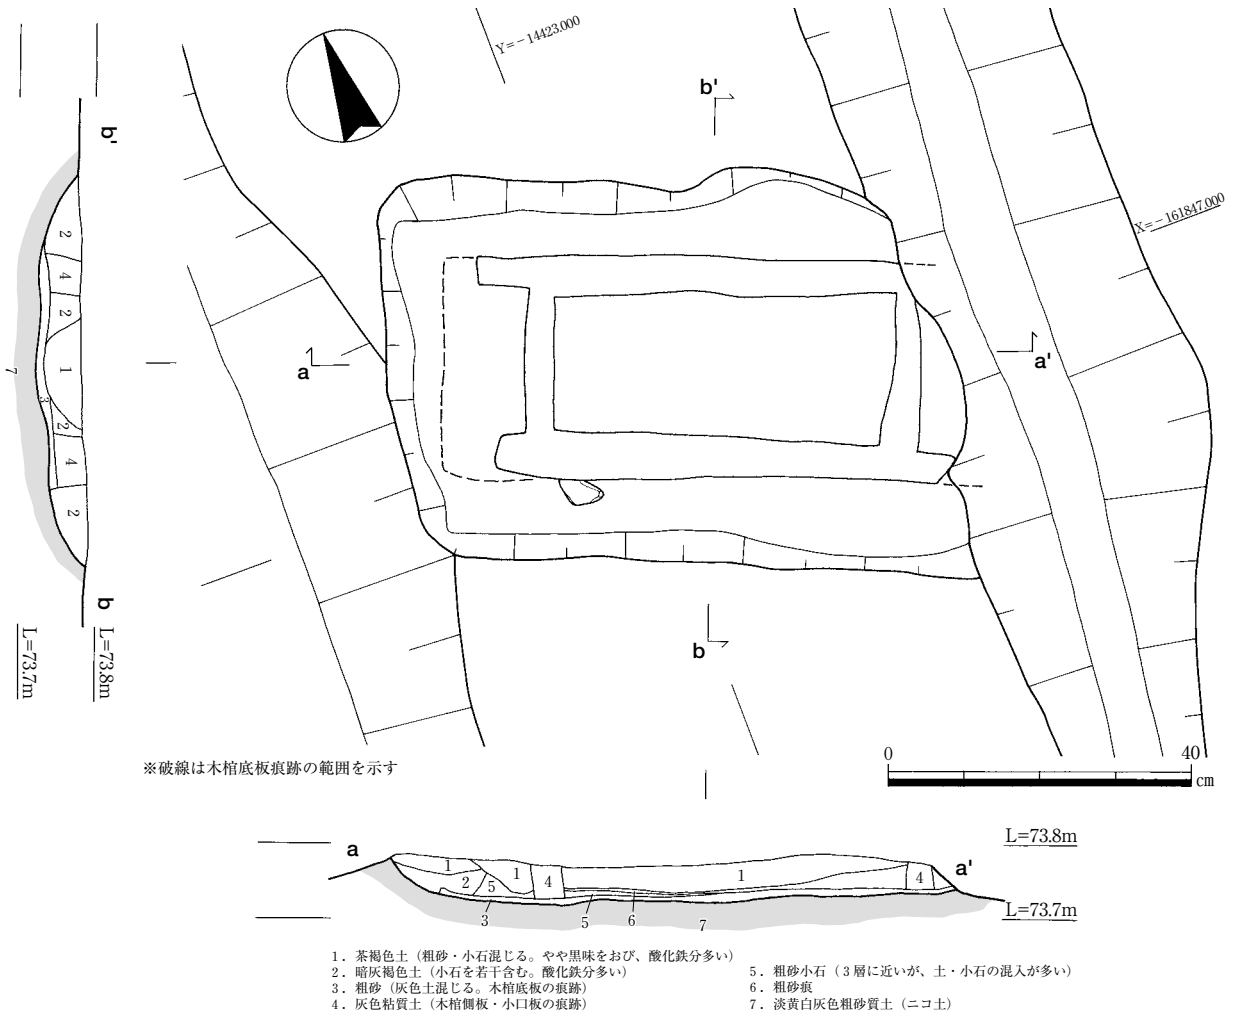 Y=−14423.000
b'
b'
X=−161847.000
2
4
2
1
7
3
2
4
2
a
a'
b
b
L=73.7m
L=73.8m
※破線は木棺底板痕跡の範囲を示す
0
40
cm
L=73.8m
a
a'
1
2
5
1
4
1
4
3
5
6
7
L=73.7m
1．茶褐色土（粗砂・小石混じる。やや黒味をおび、酸化鉄分多い）
2．暗灰褐色土（小石を若干含む。酸化鉄分多い）
3．粗砂（灰色土混じる。木棺底板の痕跡）
4．灰色粘質土（木棺側板・小口板の痕跡）
5．粗砂小石（3層に近いが、土・小石の混入が多い）
6．粗砂痕
7．淡黄白灰色粗砂質土（ニコ土）